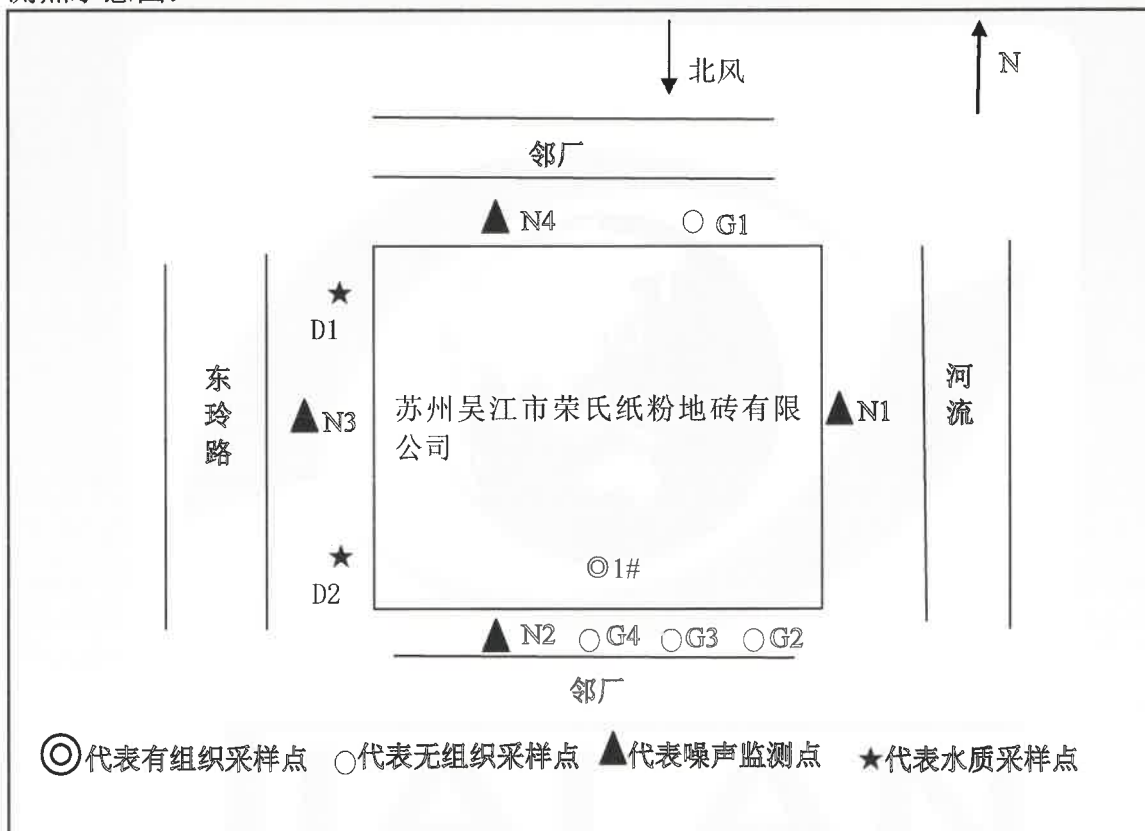 北风
N
邻厂
N4
G1
D1
东玲路
N3
苏州吴江市荣氏纸粉地砖有限
公司
N1
河流
D2
1#
N2
G4
G3
G2
邻厂
代表有组织采样点
代表无组织采样点
代表噪声监测点
代表水质采样点